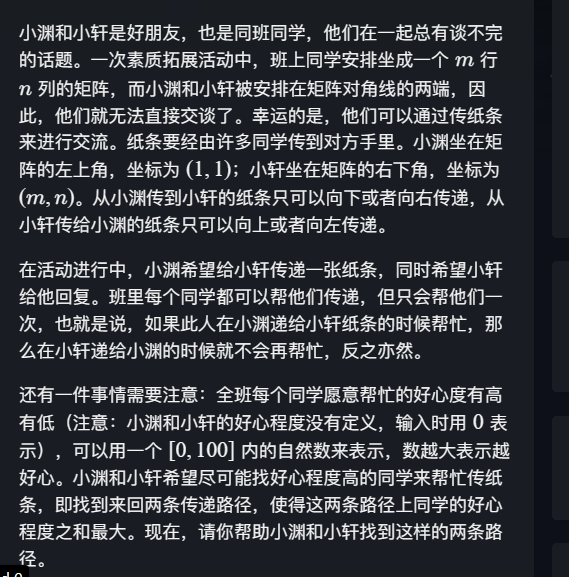 小渊和小轩是好朋友，也是同班同学，他们在一起总有谈不完
的话题。一次素质拓展活动中，班上同学安排坐成一个 m 行
n 列的矩阵，而小渊和小轩被安排在矩阵对角线的两端，因
此，他们就无法直接交谈了。幸运的是，他们可以通过传纸条
来进行交流。纸条要经由许多同学传到对方手里。小渊坐在矩
阵的左上角，坐标为 (1, 1)；小轩坐在矩阵的右下角，坐标为
(m, n)。从小渊传到小轩的纸条只可以向下或者向右传递，从
小轩传给小渊的纸条只可以向上或者向左传递。
在活动进行中，小渊希望给小轩传递一张纸条，同时希望小轩
给他回复。班里每个同学都可以帮他们传递，但只会帮他们一
次，也就是说，如果此人在小渊递给小轩纸条的时候帮忙，那
么在小轩递给小渊的时候就不会再帮忙，反之亦然。
还有一件事情需要注意：全班每个同学愿意帮忙的好心度有高
有低（注意：小渊和小轩的好心程度没有定义，输入时用 0 表
示），可以用一个 [0, 100] 内的自然数来表示，数越大表示越
好心。小渊和小轩希望尽可能找好心程度高的同学来帮忙传纸
条，即找到来回两条传递路径，使得这两条路径上同学的好心
程度之和最大。现在，请你帮助小渊和小轩找到这样的两条路
径。